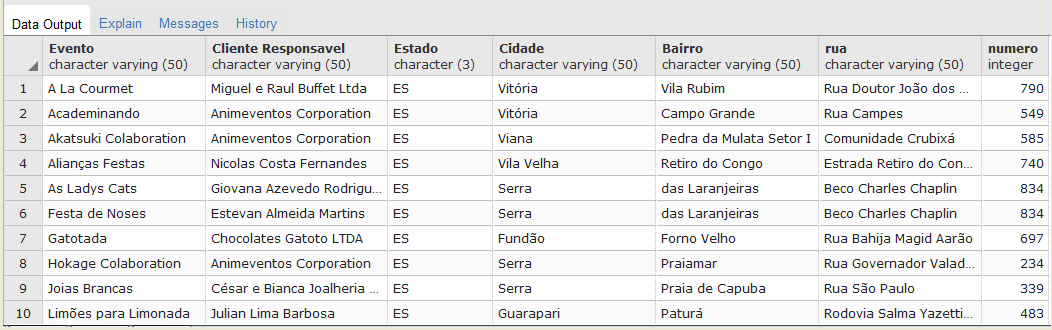 Data Output Explain Messages History
Evento Cliente Responsavel Estado Cidade Bairro rua numero
character varying (50) character varying (50) character (3) character varying (50) character varying (50) character varying (50) integer
1 A La Courmet Miguel e Raul Buffet Ltda ES Vitória Vila Rubim Rua Doutor João dos ... 790
2 Academinando Animeventos Corporation ES Vitória Campo Grande Rua Campes 549
3 Akatsuki Colaboration Animeventos Corporation ES Viana Pedra da Mulata Setor I Comunidade Crubixá 585
4 Alianças Festas Nicolas Costa Fernandes ES Vila Velha Retiro do Congo Estrada Retiro do Con... 740
5 As Ladys Cats Giovana Azevedo Rodrigu... ES Serra das Laranjeiras Beco Charles Chaplin 834
6 Festa de Noses Estevan Almeida Martins ES Serra das Laranjeiras Beco Charles Chaplin 834
7 Gatotada Chocolates Gatoto LTDA ES Fundão Forno Velho Rua Bahija Magid Aarão 697
8 Hokage Colaboration Animeventos Corporation ES Serra Praiamar Rua Governador Valad... 234
9 Joias Brancas César e Bianca Joalheria ... ES Serra Praia de Capuba Rua São Paulo 339
10 Limões para Limonada Julian Lima Barbosa ES Guarapari Paturá Rodovia Salma Yazetti... 483